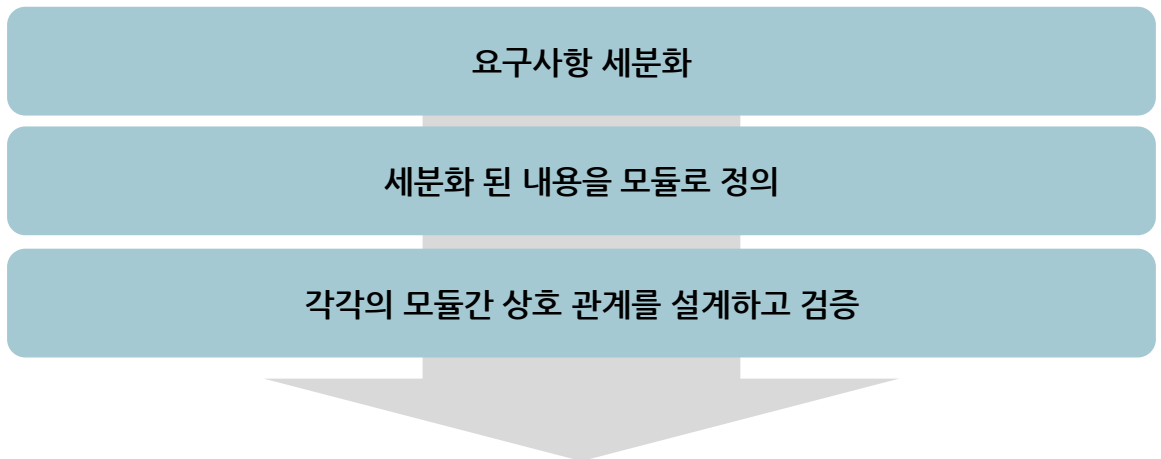 요구사항 세분화
세분화 된 내용을 모듈로 정의
각각의 모듈간 상호 관계를 설계하고 검증